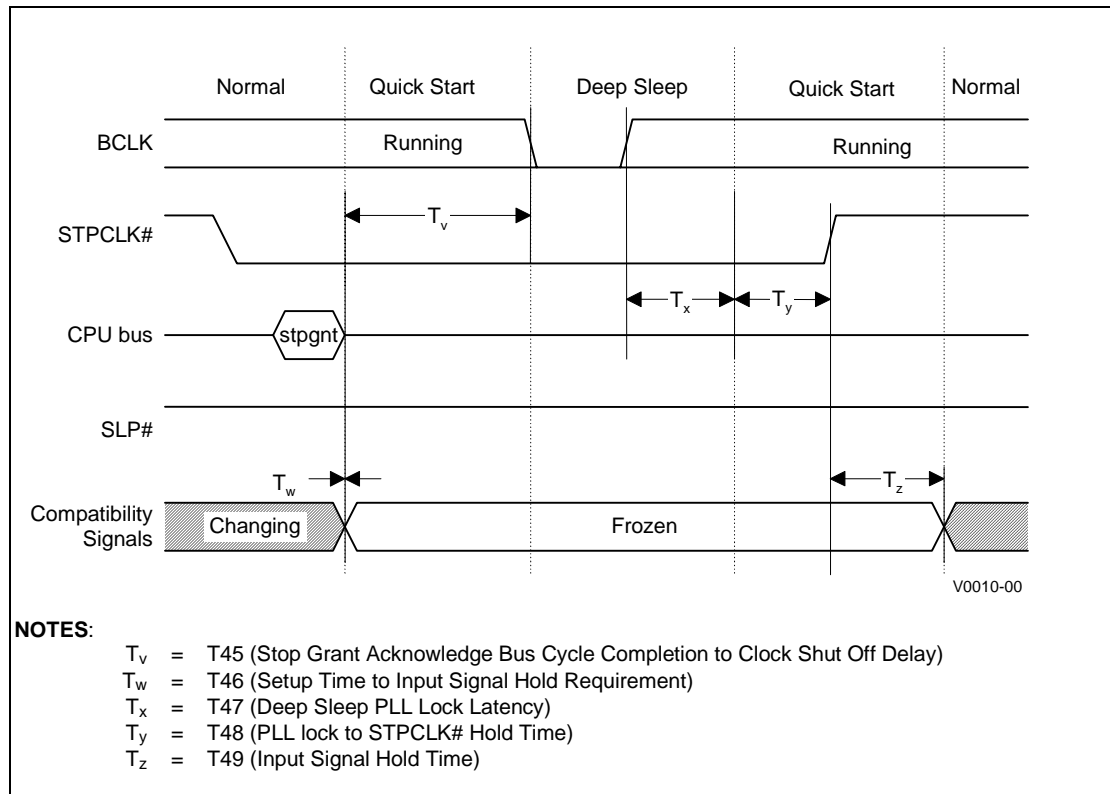 Normal Quick Start Deep Sleep Quick Start Normal
BCLK Running Running
STPCLK# Tv
Tx Ty
CPU bus stpgnt
SLP#
Tw Tz
Compatibility
Signals Changing Frozen
V0010-00
NOTES:
Tv = T45 (Stop Grant Acknowledge Bus Cycle Completion to Clock Shut Off Delay)
Tw = T46 (Setup Time to Input Signal Hold Requirement)
Tx = T47 (Deep Sleep PLL Lock Latency)
Ty = T48 (PLL lock to STPCLK# Hold Time)
Tz = T49 (Input Signal Hold Time)